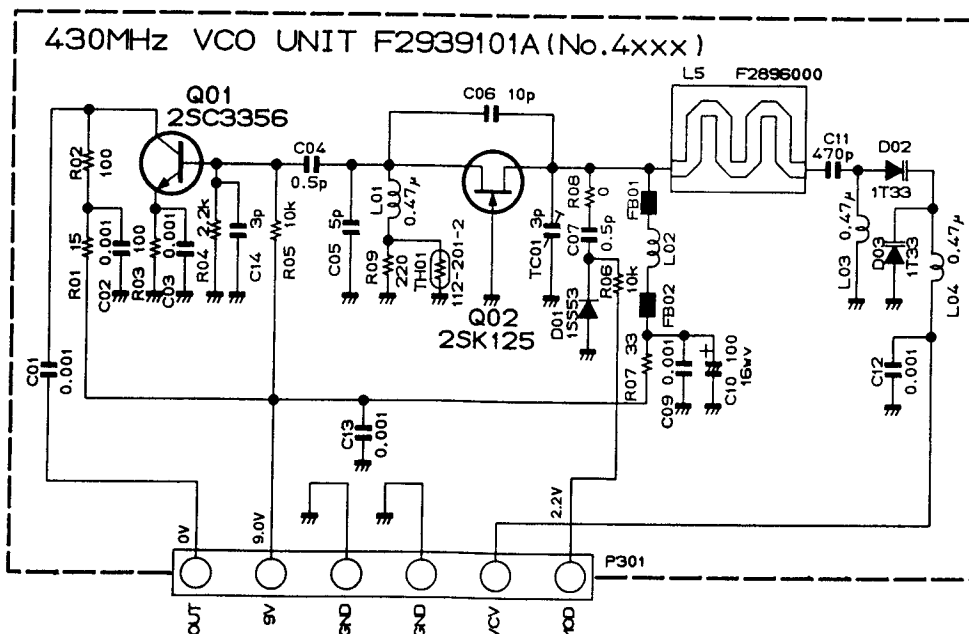 430MHz VCO UNIT F2939101A(No.4xxx)
L5 F2896000
Q01
2SC3356
C06 10p
C11
470p
D02
1T33
R02
100
C04
0.5p
L01
0.47μ
R08
0
FB01
TC01
3p
C07
0.5p
L02
L03
0.47μ
D03
1T33
L04
0.47μ
R01
15
C02
0.001
R03
100
C03
0.001
R04
2.2k
C14
3p
R05
10k
C05
5p
R09
220
TH01
112-201-2
Q02
2SK125
D01
1SS53
R06
10k
FB02
R07
33
C09
0.001
C10
100
16wv
C12
0.001
C01
0.001
C13
0.001
0V
9.0V
2.2V
P301
OUT
9V
GND
GND
VCV
MOD